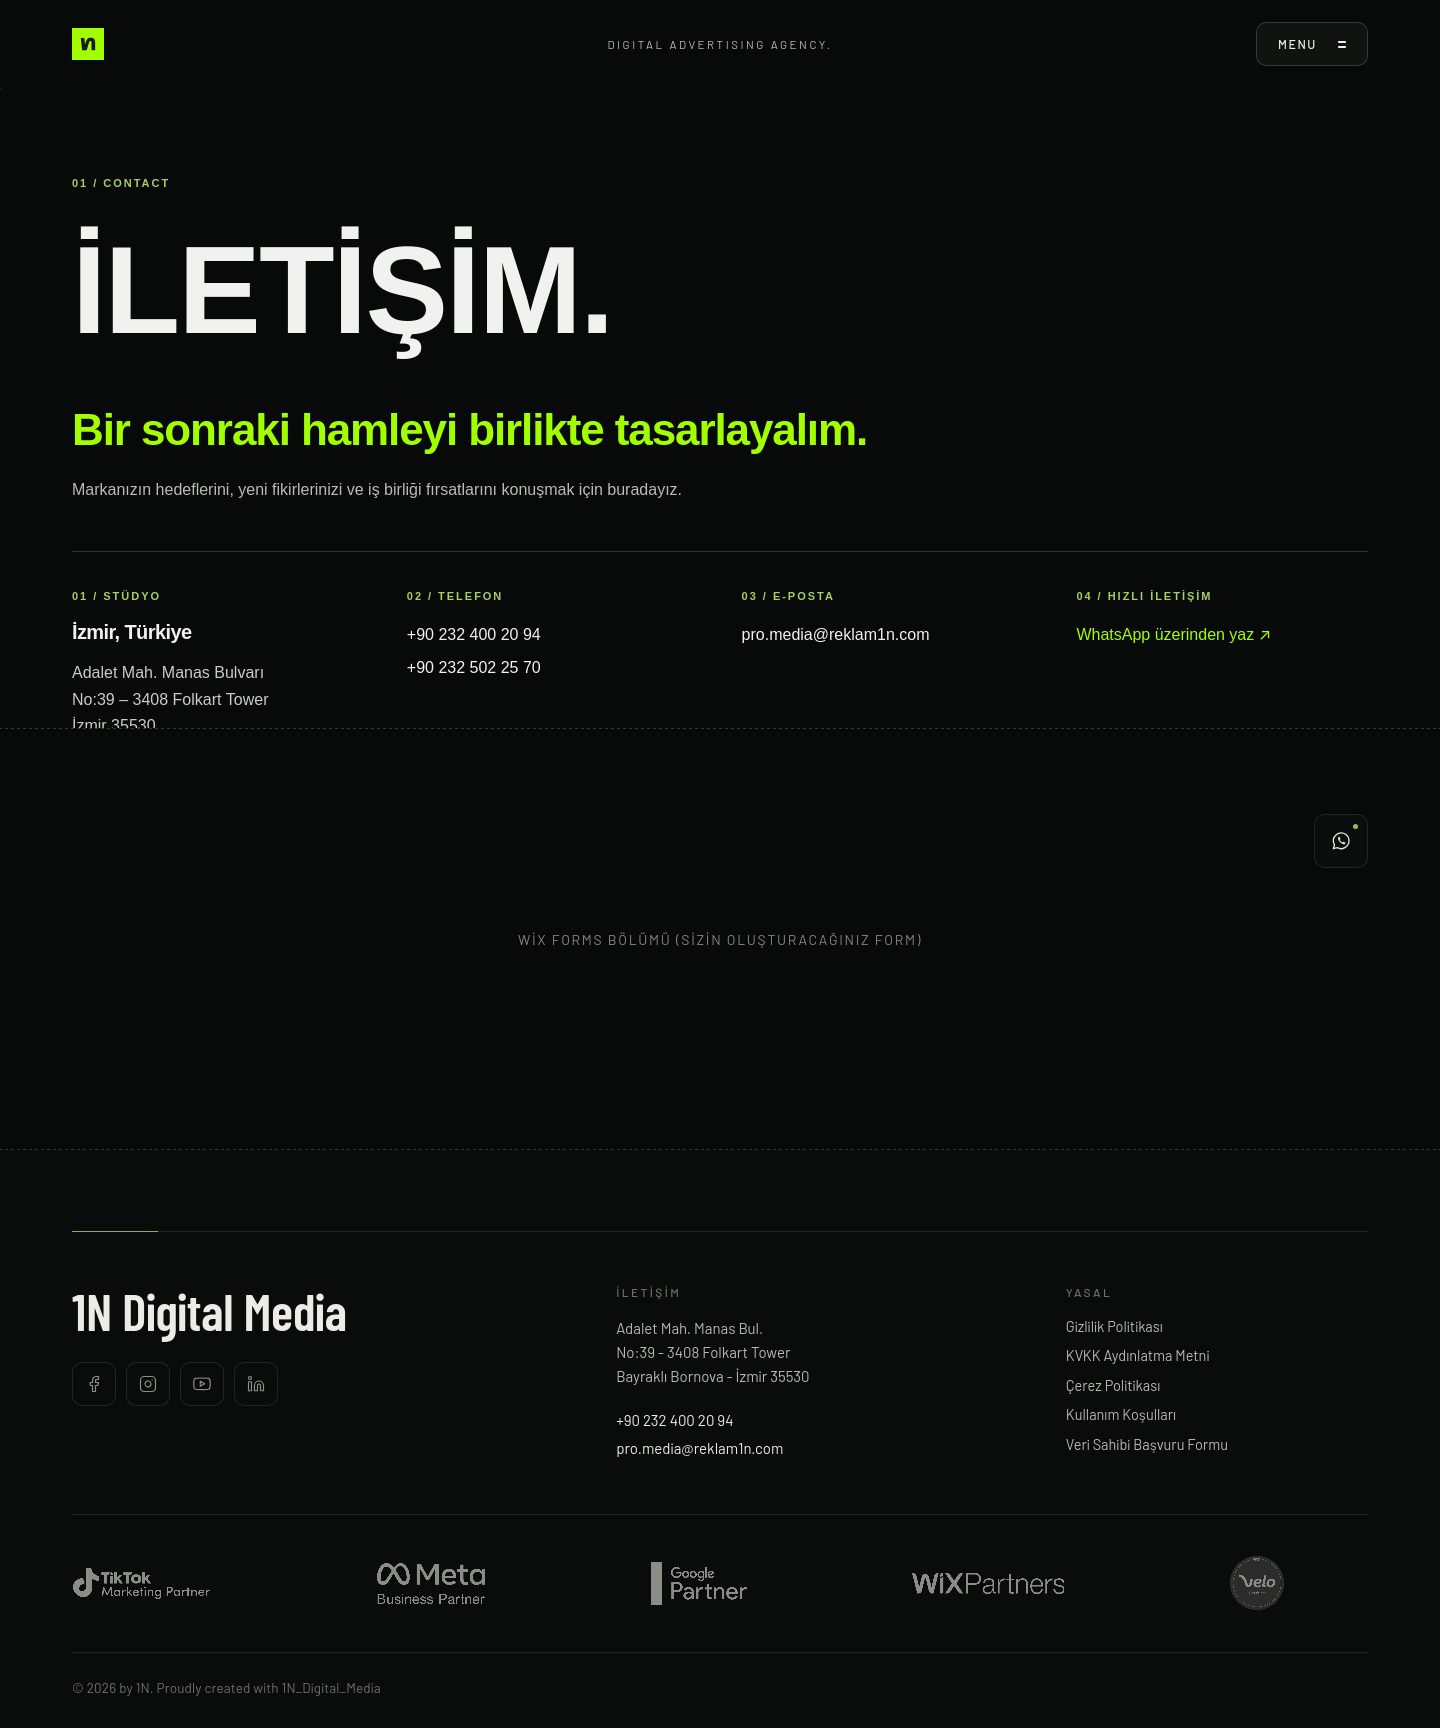 n
DIGITAL ADVERTISING AGENCY.
MENU
01 / CONTACT
İLETİŞİM.
Bir sonraki hamleyi birlikte tasarlayalım.
Markanızın hedeflerini, yeni fikirlerinizi ve iş birliği fırsatlarını konuşmak için buradayız.
01 / STÜDYO
İzmir, Türkiye
Adalet Mah. Manas Bulvarı
No:39 – 3408 Folkart Tower
İzmir 35530
02 / TELEFON
+90 232 400 20 94
+90 232 502 25 70
03 / E-POSTA
pro.media@reklam1n.com
04 / HIZLI İLETİŞİM
WhatsApp üzerinden yaz ↗
WİX FORMS BÖLÜMÜ (SİZİN OLUŞTURACAĞINIZ FORM)
1N Digital Media
İLETİŞİM
Adalet Mah. Manas Bul.
No:39 - 3408 Folkart Tower
Bayraklı Bornova - İzmir 35530
+90 232 400 20 94
pro.media@reklam1n.com
YASAL
Gizlilik Politikası
KVKK Aydınlatma Metni
Çerez Politikası
Kullanım Koşulları
Veri Sahibi Başvuru Formu
TikTok
Marketing Partner
Meta
Business Partner
Google
Partner
WiXPartners
velo
© 2026 by 1N. Proudly created with 1N_Digital_Media